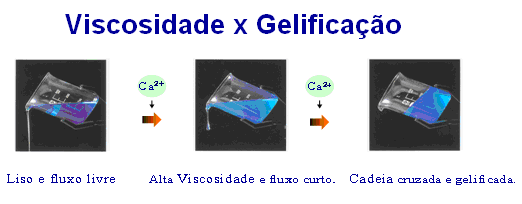 Viscosidade x Gelificação
Ca²⁺
Ca²⁺
Liso e fluxo livre
Alta Viscosidade e fluxo curto.
Cadeia cruzada e gelificada.